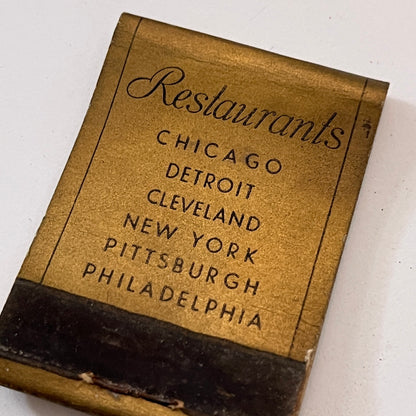 Restaurants
CHICAGO
DETROIT
CLEVELAND
NEW YORK
PITTSBURGH
PHILADELPHIA